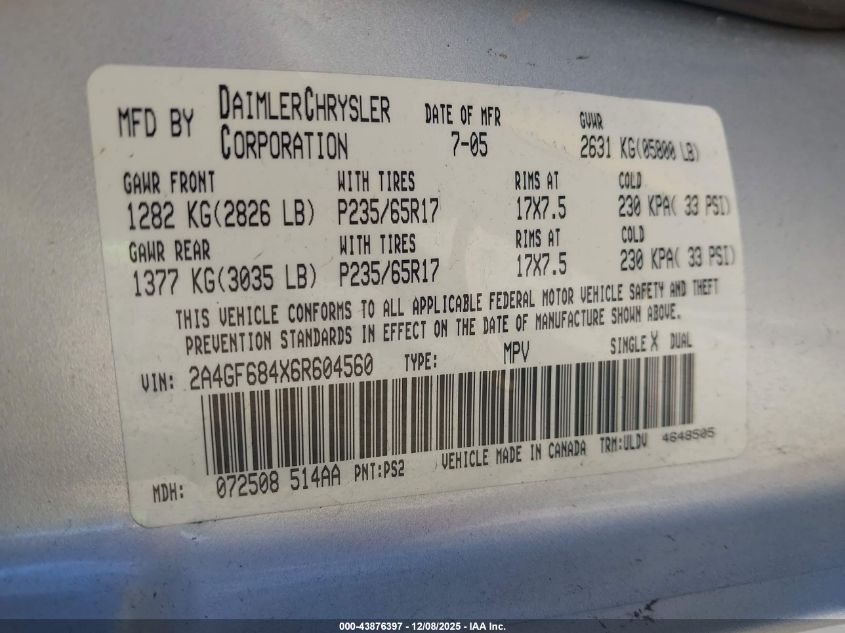 MFD BY DAIMLERCHRYSLER CORPORATION DATE OF MFR 7-05 GVWR 2631 KG(05800 LB)
GAWR FRONT WITH TIRES RIMS AT COLD
1282 KG(2826 LB) P235/65R17 17X7.5 230 KPA( 33 PSI)
GAWR REAR WITH TIRES RIMS AT COLD
1377 KG(3035 LB) P235/65R17 17X7.5 230 KPA( 33 PSI)
THIS VEHICLE CONFORMS TO ALL APPLICABLE FEDERAL MOTOR VEHICLE SAFETY AND THEFT
PREVENTION STANDARDS IN EFFECT ON THE DATE OF MANUFACTURE SHOWN ABOVE.
VIN: 2A4GF684X6R604560 TYPE: MPV SINGLE X DUAL
MDH: 072508 514AA PNT:PS2 VEHICLE MADE IN CANADA TRM:ULDV 4648505
000-43876397 - 12/08/2025 - IAA Inc.